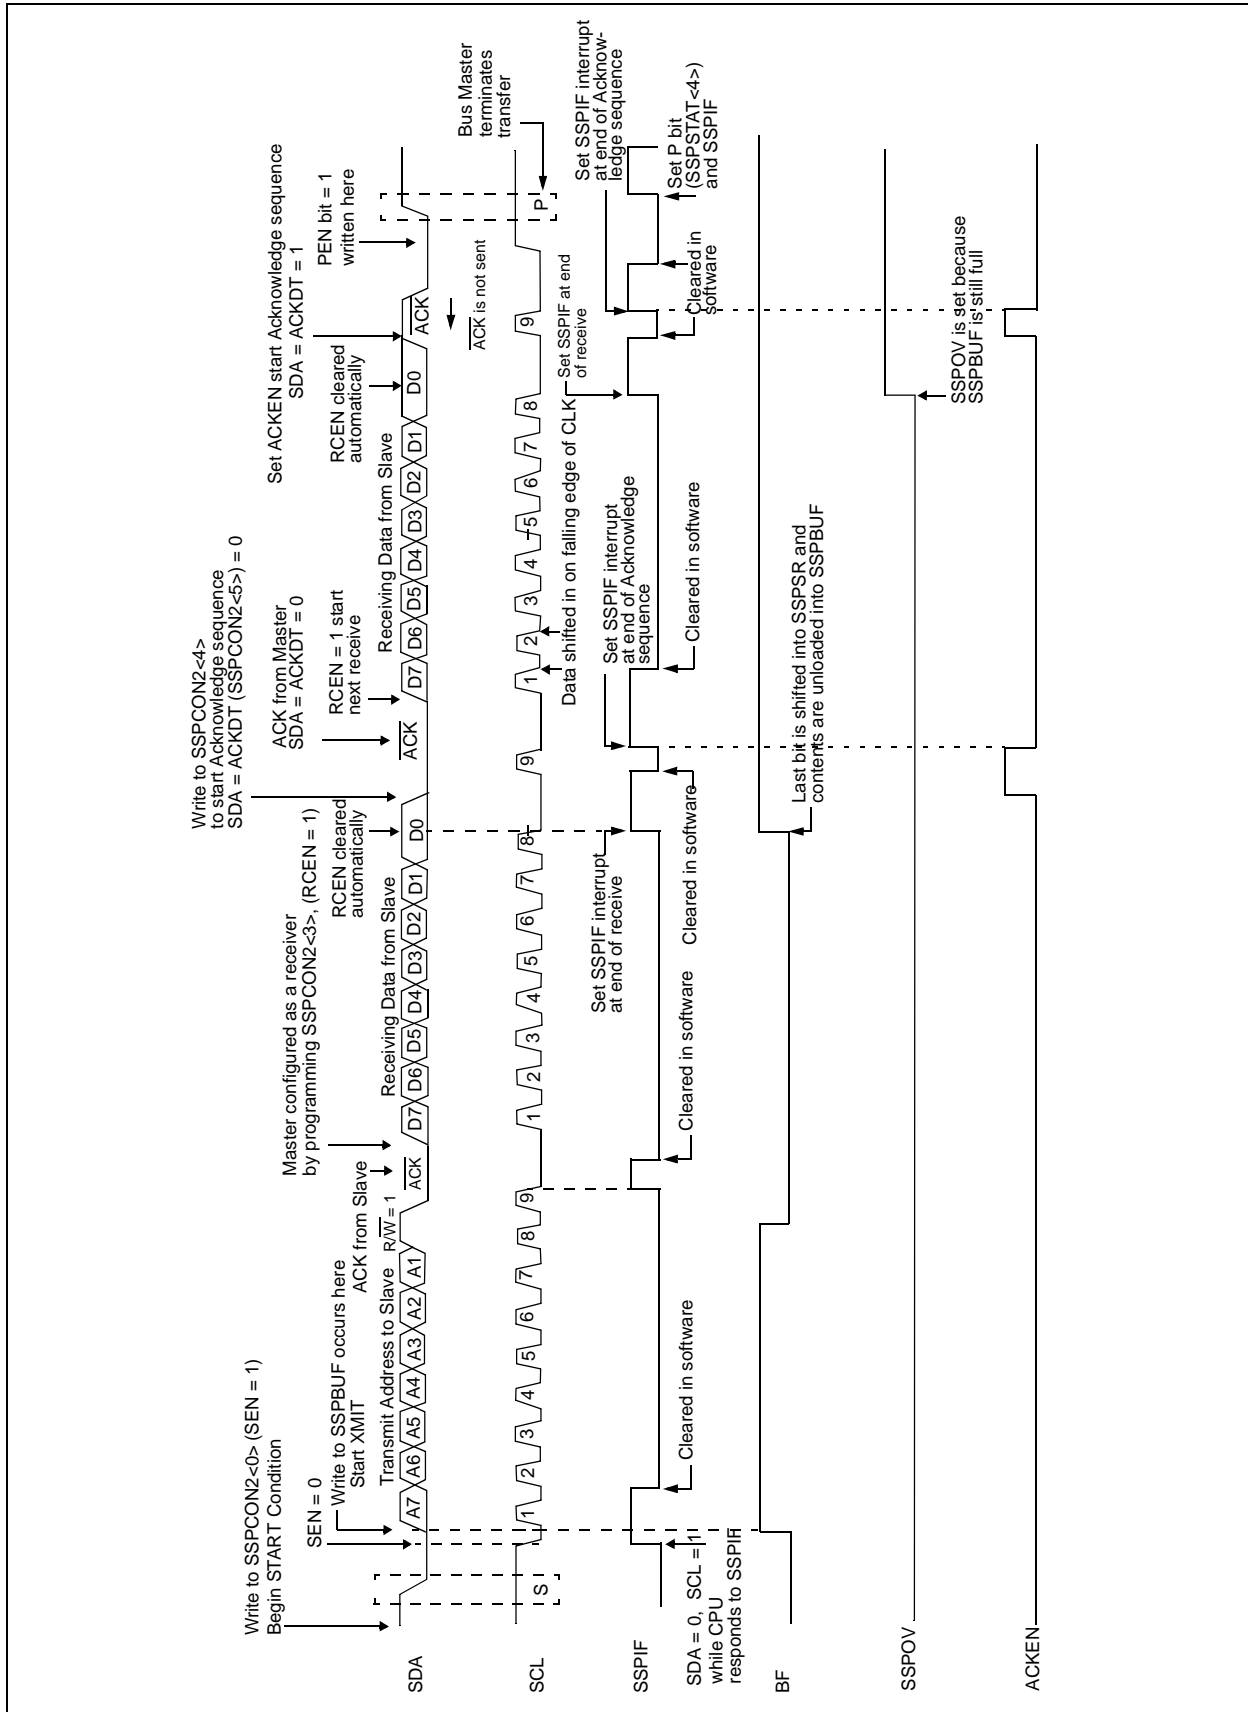 Write to SSPCON2<0> (SEN = 1)
Begin START Condition
SEN = 0
Write to SSPBUF occurs here
Start XMIT
ACK from Slave
Master configured as a receiver
by programming SSPCON2<3>, (RCEN = 1)
RCEN cleared
automatically
Write to SSPCON2<4>
to start Acknowledge sequence
SDA = ACKDT (SSPCON2<5>) = 0
ACK from Master
SDA = ACKDT = 0
RCEN = 1 start
next receive
Set ACKEN start Acknowledge sequence
SDA = ACKDT = 1
RCEN cleared
automatically
PEN bit = 1
written here
Transmit Address to Slave
R/W = 1
Receiving Data from Slave
Receiving Data from Slave
SDA
A7 A6 A5 A4 A3 A2 A1
ACK
D7 D6 D5 D4 D3 D2 D1 D0
ACK
D7 D6 D5 D4 D3 D2 D1 D0
ACK
ACK is not sent
Bus Master
terminates
transfer
SCL
S
1 2 3 4 5 6 7 8 9
1 2 3 4 5 6 7 8 9
1 2 3 4 5 6 7 8 9
P
Data shifted in on falling edge of CLK
Set SSPIF interrupt
at end of receive
Set SSPIF interrupt
at end of Acknowledge
sequence
Set SSPIF at end
of receive
Set SSPIF interrupt
at end of Acknow-
ledge sequence
SSPIF
SDA = 0, SCL = 1
while CPU
responds to SSPIF
Cleared in software
Cleared in software
Cleared in software
Cleared in software
Cleared in
software
Set P bit
(SSPSTAT<4>)
and SSPIF
BF
Last bit is shifted into SSPSR and
contents are unloaded into SSPBUF
SSPOV
SSPOV is set because
SSPBUF is still full
ACKEN